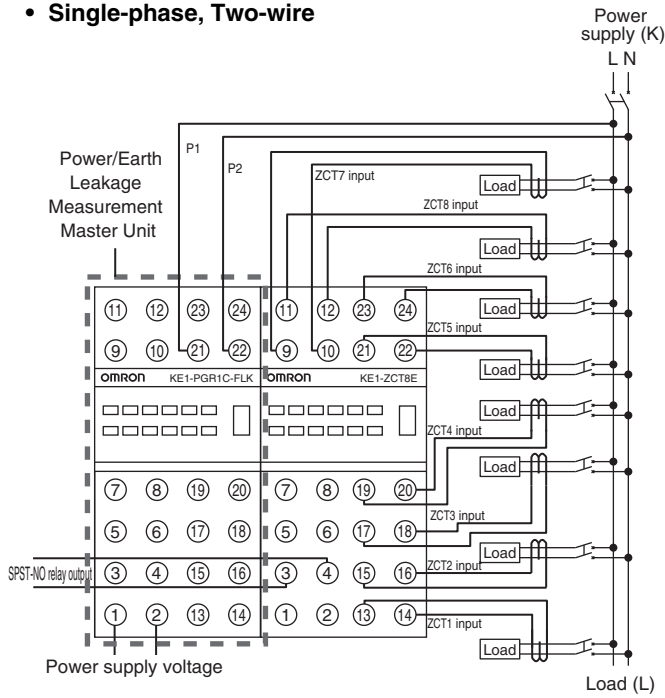 • Single-phase, Two-wire
Power
supply (K)
L N
P1
P2
Power/Earth
Leakage
Measurement
Master Unit
ZCT7 input
Load
ZCT8 input
Load
ZCT6 input
Load
ZCT5 input
Load
Load
ZCT4 input
Load
ZCT3 input
Load
ZCT2 input
Load
ZCT1 input
11 12 23 24 11 12 23 24
9 10 21 22 9 10 21 22
OMRON KE1-PGR1C-FLK OMRON KE1-ZCT8E
7 8 19 20 7 8 19 20
5 6 17 18 5 6 17 18
SPST-NO relay output
3 4 15 16 3 4 15 16
1 2 13 14 1 2 13 14
Power supply voltage
Load (L)